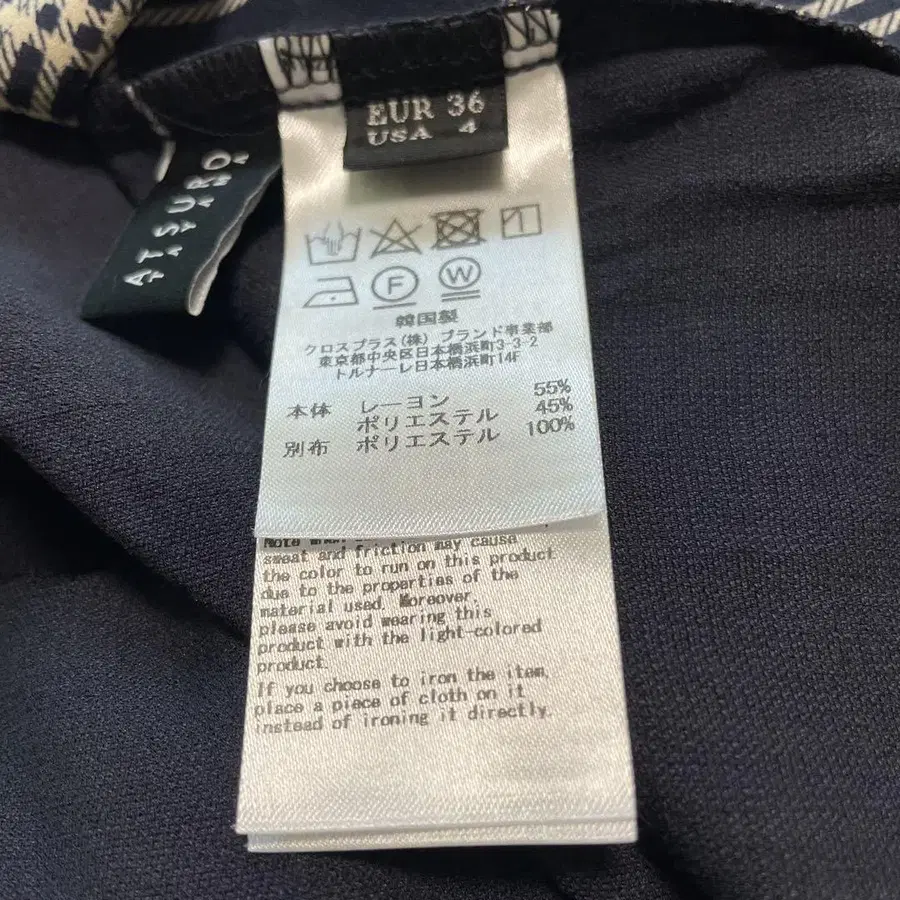 EUR 36
USA 4
ATSURO
TAYAMA
F
W
韓国製
クロスプラス(株) ブランド事業部
東京都中央区日本橋浜町3-3-2
トルナーレ日本橋浜町14F
本体 レーヨン 55%
ポリエステル 45%
別布 ポリエステル 100%
Note when
sweat and friction may cause
the color to run on this product
due to the properties of the
material used. Moreover,
please avoid wearing this
product with the light-colored
product.
If you choose to iron the item,
place a piece of cloth on it
instead of ironing it directly.